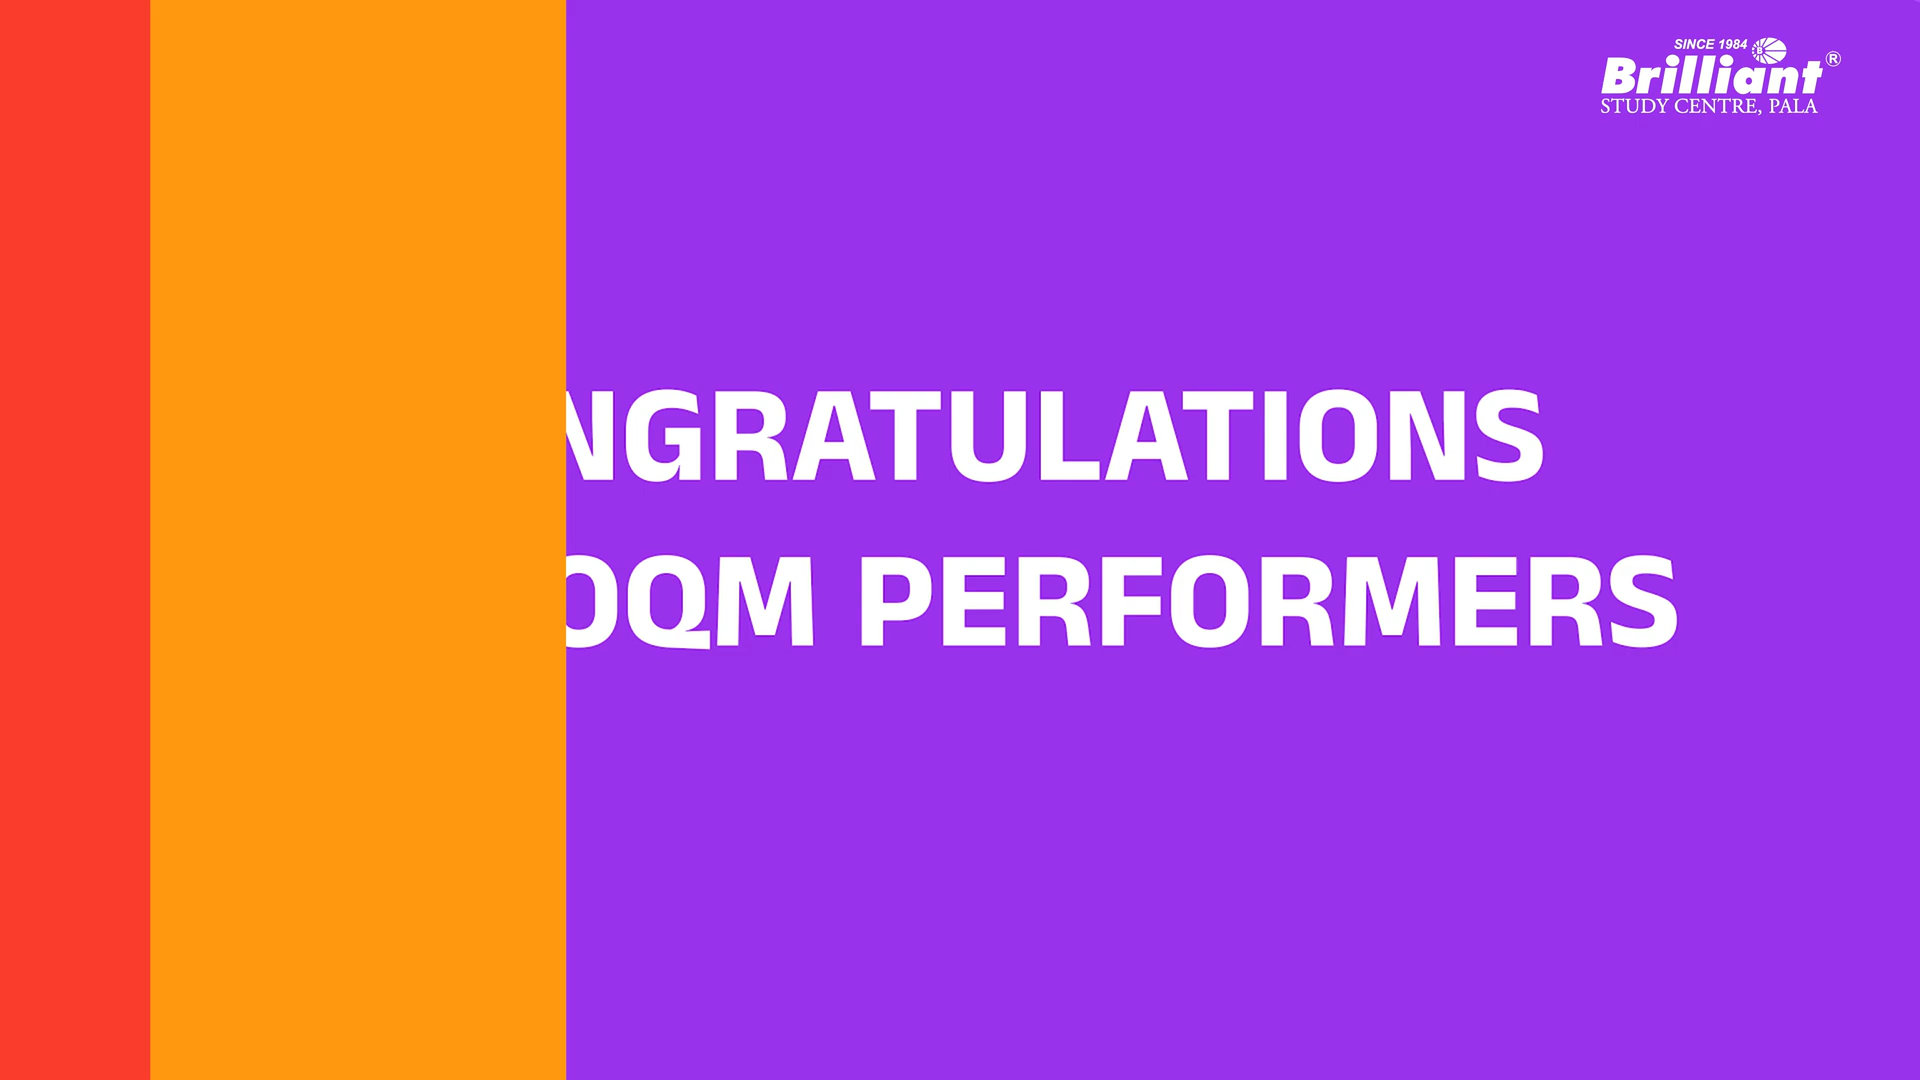 SINCE 1984
Brilliant®
STUDY CENTRE, PALA
NGRATULATIONS
OQM PERFORMERS